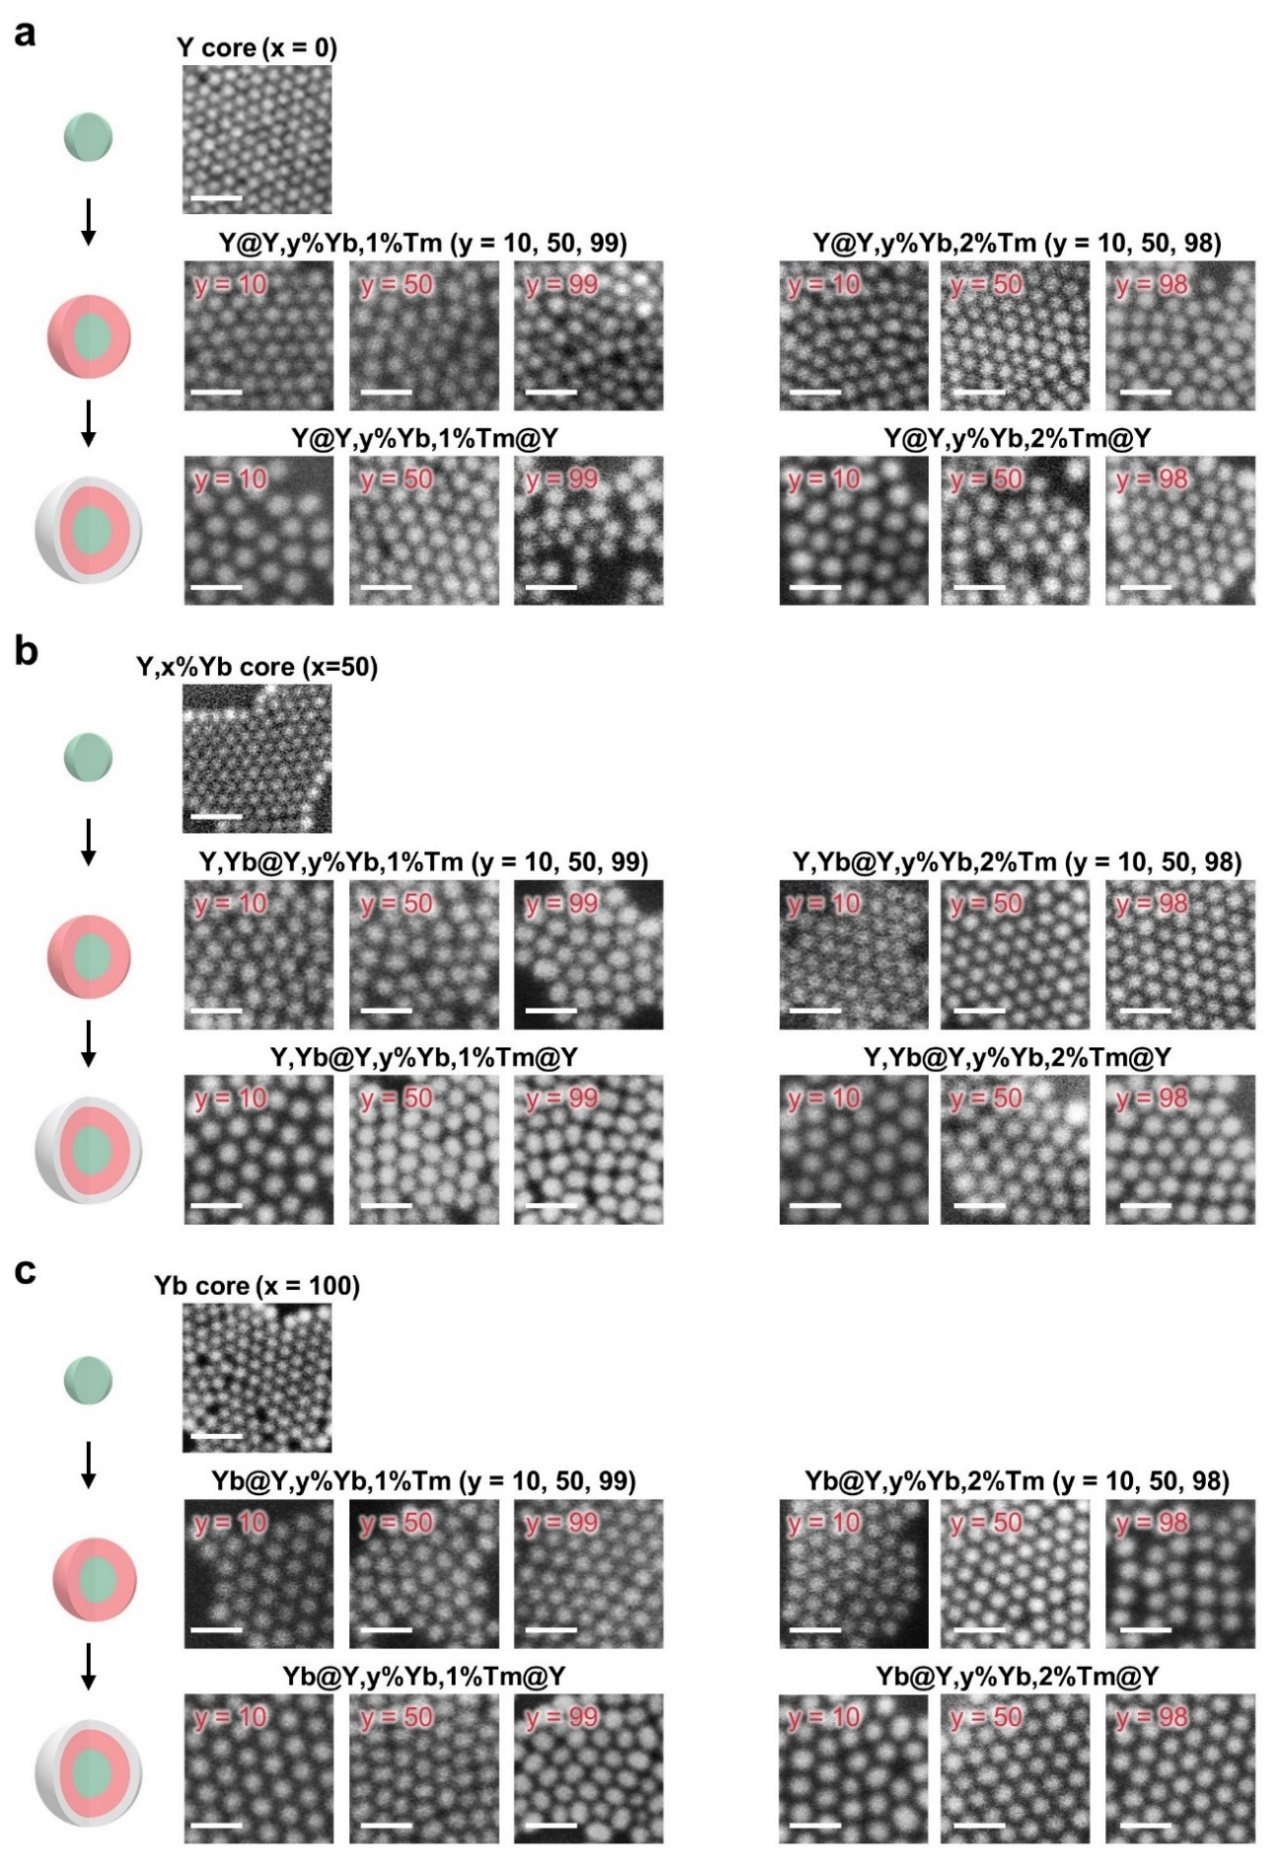 a
Y core (x = 0)
Y@Y,y%Yb,1%Tm (y = 10, 50, 99)
Y@Y,y%Yb,2%Tm (y = 10, 50, 98)
y = 10
y = 50
y = 99
y = 10
y = 50
y = 98
Y@Y,y%Yb,1%Tm@Y
Y@Y,y%Yb,2%Tm@Y
y = 10
y = 50
y = 99
y = 10
y = 50
y = 98
b
Y,x%Yb core (x=50)
Y,Yb@Y,y%Yb,1%Tm (y = 10, 50, 99)
Y,Yb@Y,y%Yb,2%Tm (y = 10, 50, 98)
y = 10
y = 50
y = 99
y = 10
y = 50
y = 98
Y,Yb@Y,y%Yb,1%Tm@Y
Y,Yb@Y,y%Yb,2%Tm@Y
y = 10
y = 50
y = 99
y = 10
y = 50
y = 98
c
Yb core (x = 100)
Yb@Y,y%Yb,1%Tm (y = 10, 50, 99)
Yb@Y,y%Yb,2%Tm (y = 10, 50, 98)
y = 10
y = 50
y = 99
y = 10
y = 50
y = 98
Yb@Y,y%Yb,1%Tm@Y
Yb@Y,y%Yb,2%Tm@Y
y = 10
y = 50
y = 99
y = 10
y = 50
y = 98